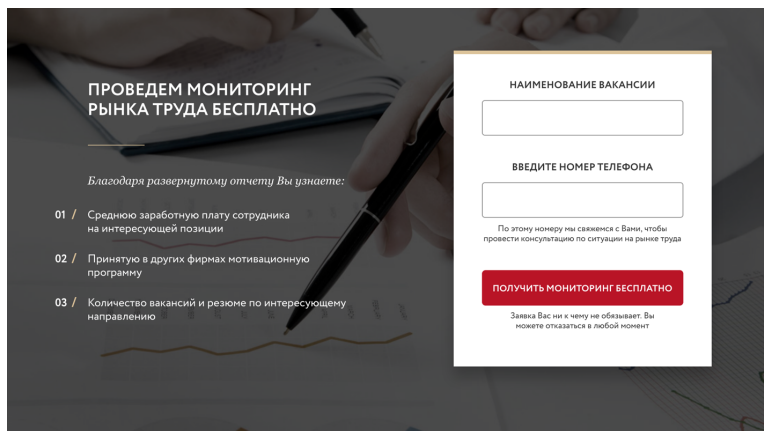 ПРОВЕДЕМ МОНИТОРИНГ
РЫНКА ТРУДА БЕСПЛАТНО
Благодаря развернутому отчету Вы узнаете:
01 / Среднюю заработную плату сотрудника
на интересующей позиции
02 / Принятую в других фирмах мотивационную
программу
03 / Количество вакансий и резюме по интересующему
направлению
НАИМЕНОВАНИЕ ВАКАНСИИ
ВВЕДИТЕ НОМЕР ТЕЛЕФОНА
По этому номеру мы свяжемся с Вами, чтобы
провести консультацию по ситуации на рынке труда
ПОЛУЧИТЬ МОНИТОРИНГ БЕСПЛАТНО
Заявка Вас ни к чему не обязывает. Вы
можете отказаться в любой момент